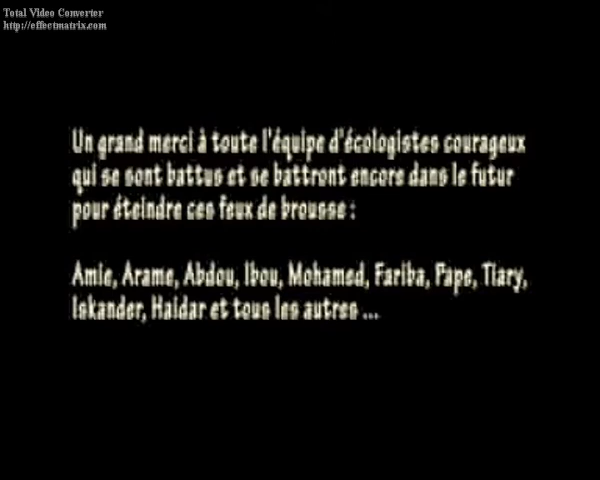 Total Video Converter
http://effectmatrix.com
Un grand merci à toute l'équipe d'écologistes courageux
qui se sont battus et se battront encore dans le futur
pour éteindre ces feux de brousse :
Amie, Arame, Abdou, Ibou, Mohamed, Fariba, Pape, Tiary,
Iskander, Haidar et tous les autres ...